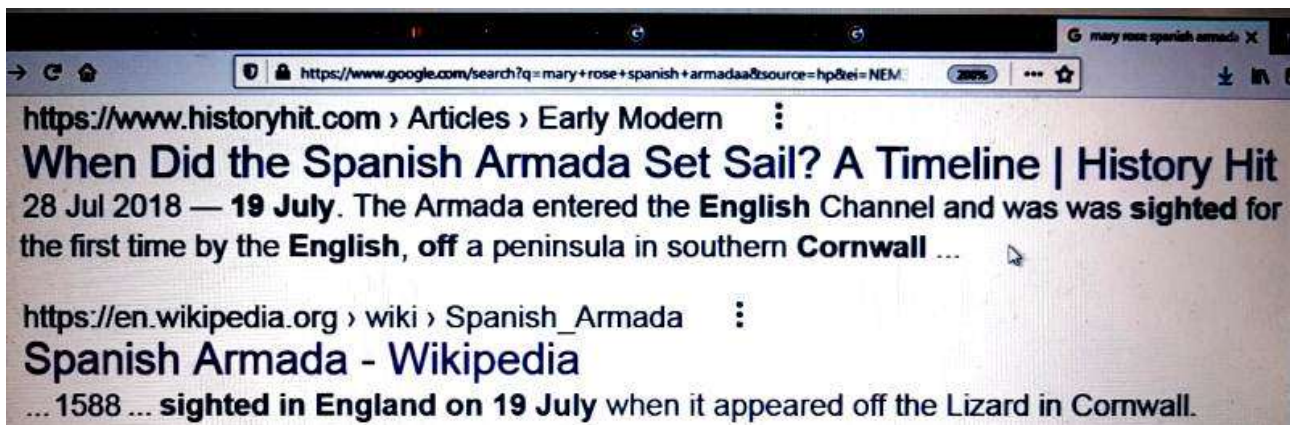 G mary rose spanish armada X
https://www.google.com/search?q=mary+rose+spanish+armadaa&source=hp&ei=NEM
200%
https://www.historyhit.com › Articles › Early Modern
When Did the Spanish Armada Set Sail? A Timeline | History Hit
28 Jul 2018 — 19 July. The Armada entered the English Channel and was was sighted for
the first time by the English, off a peninsula in southern Cornwall ...
https://en.wikipedia.org › wiki › Spanish_Armada
Spanish Armada - Wikipedia
... 1588 ... sighted in England on 19 July when it appeared off the Lizard in Cornwall.